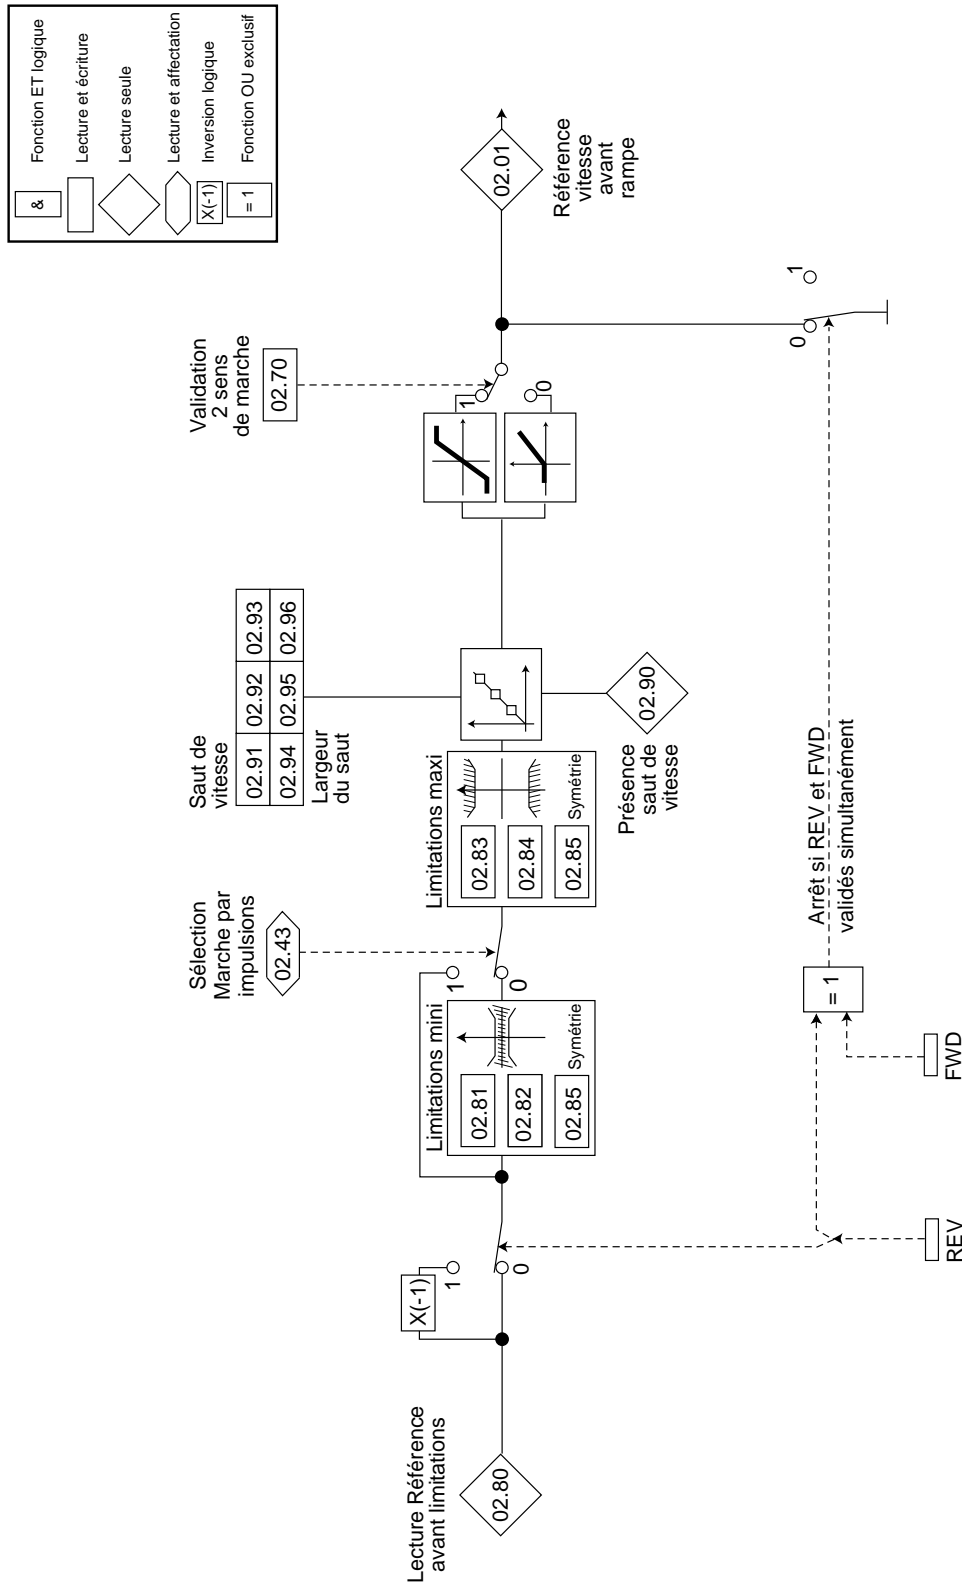 &
Fonction ET logique
Lecture et écriture
Lecture seule
Lecture et affectation
X(-1)
Inversion logique
= 1
Fonction OU exclusif
Lecture Référence
avant limitations
02.80
X(-1)
1
0
Limitations mini
02.81
02.82
02.85
Symétrie
Sélection
Marche par
impulsions
02.43
1
0
Limitations maxi
02.83
02.84
02.85
Symétrie
Saut de
vitesse
02.91 02.92 02.93
02.94 02.95 02.96
Largeur
du saut
Présence
saut de
vitesse
02.90
Validation
2 sens
de marche
02.70
1
0
02.01
Référence
vitesse
avant
rampe
REV
FWD
= 1
Arrêt si REV et FWD
validés simultanément
0
1